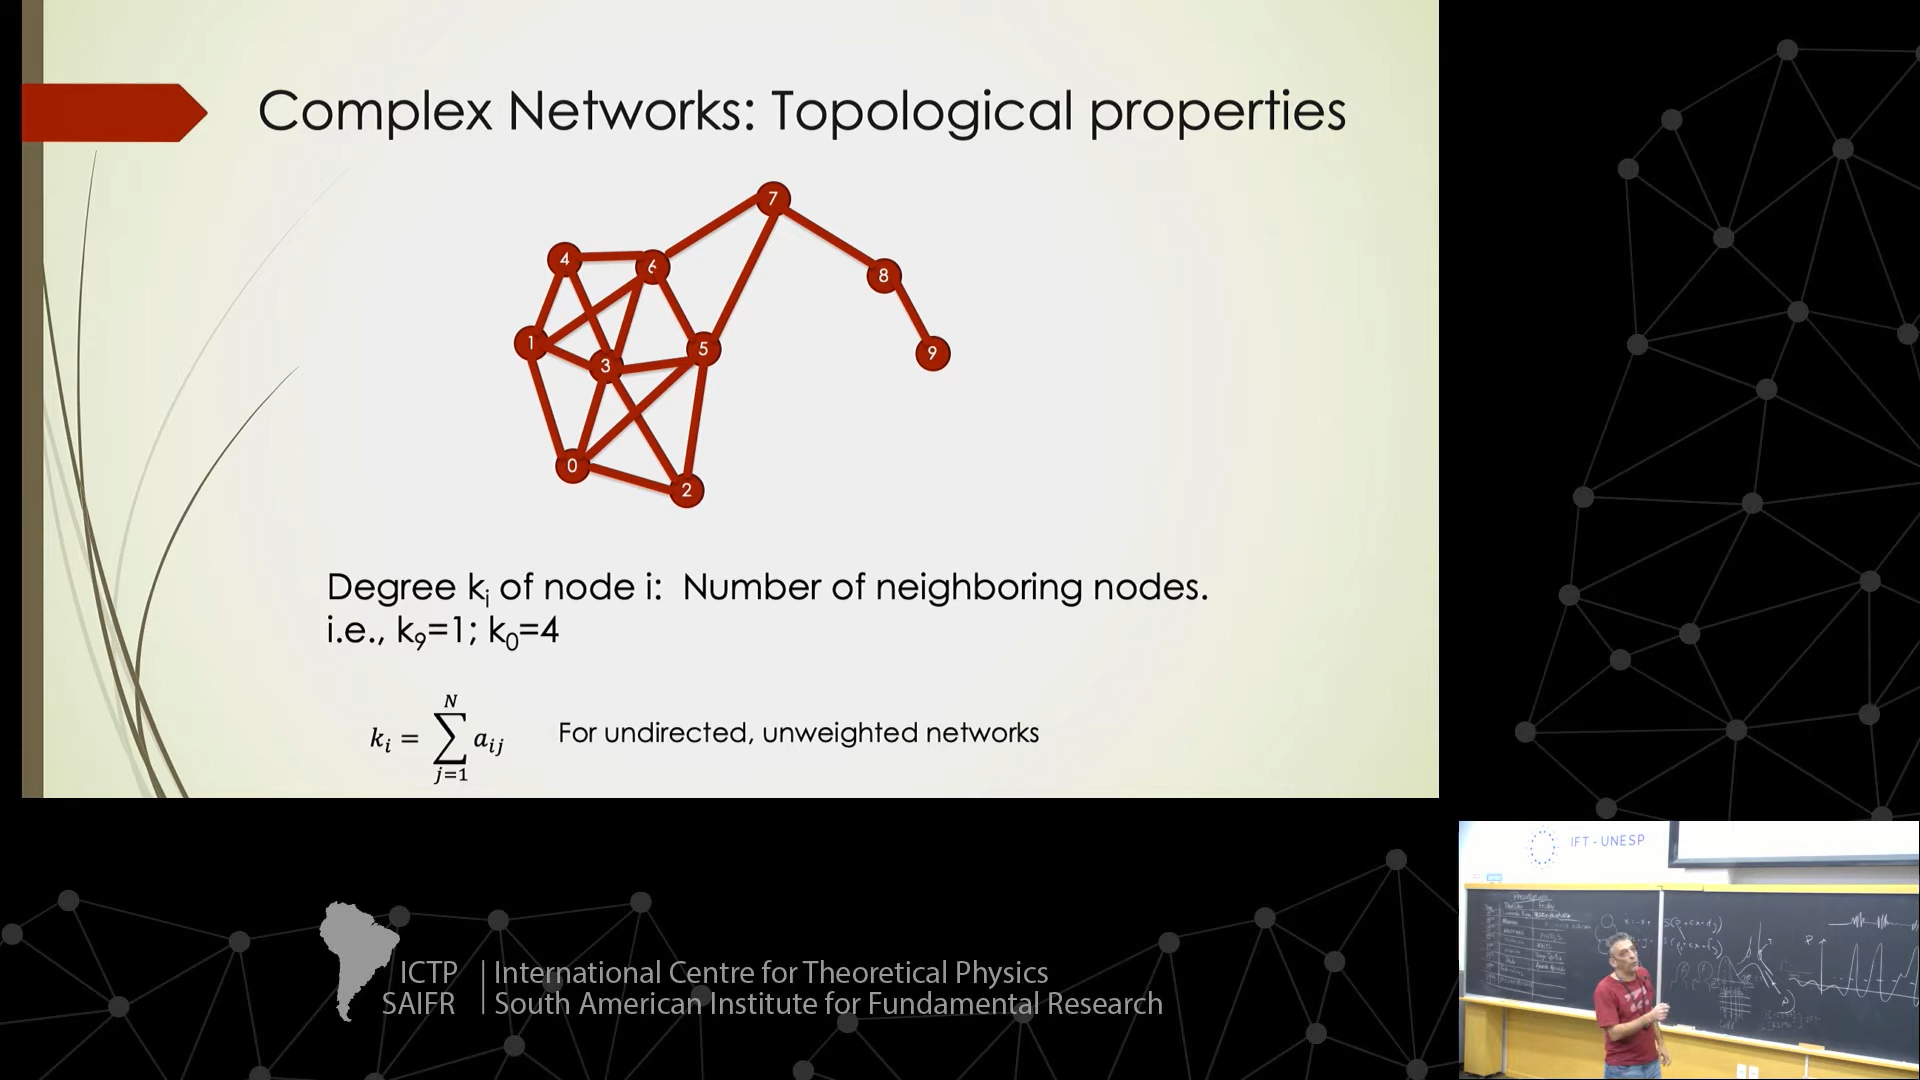 Complex Networks: Topological properties
7
4
6
8
1
5
9
3
0
2
Degree kᵢ of node i: Number of neighboring nodes.
i.e., k₉=1; k₀=4
kᵢ = ∑ⱼ₌₁ᴺ aᵢⱼ For undirected, unweighted networks
IFT - UNESP
ICTP International Centre for Theoretical Physics
SAIFR South American Institute for Fundamental Research